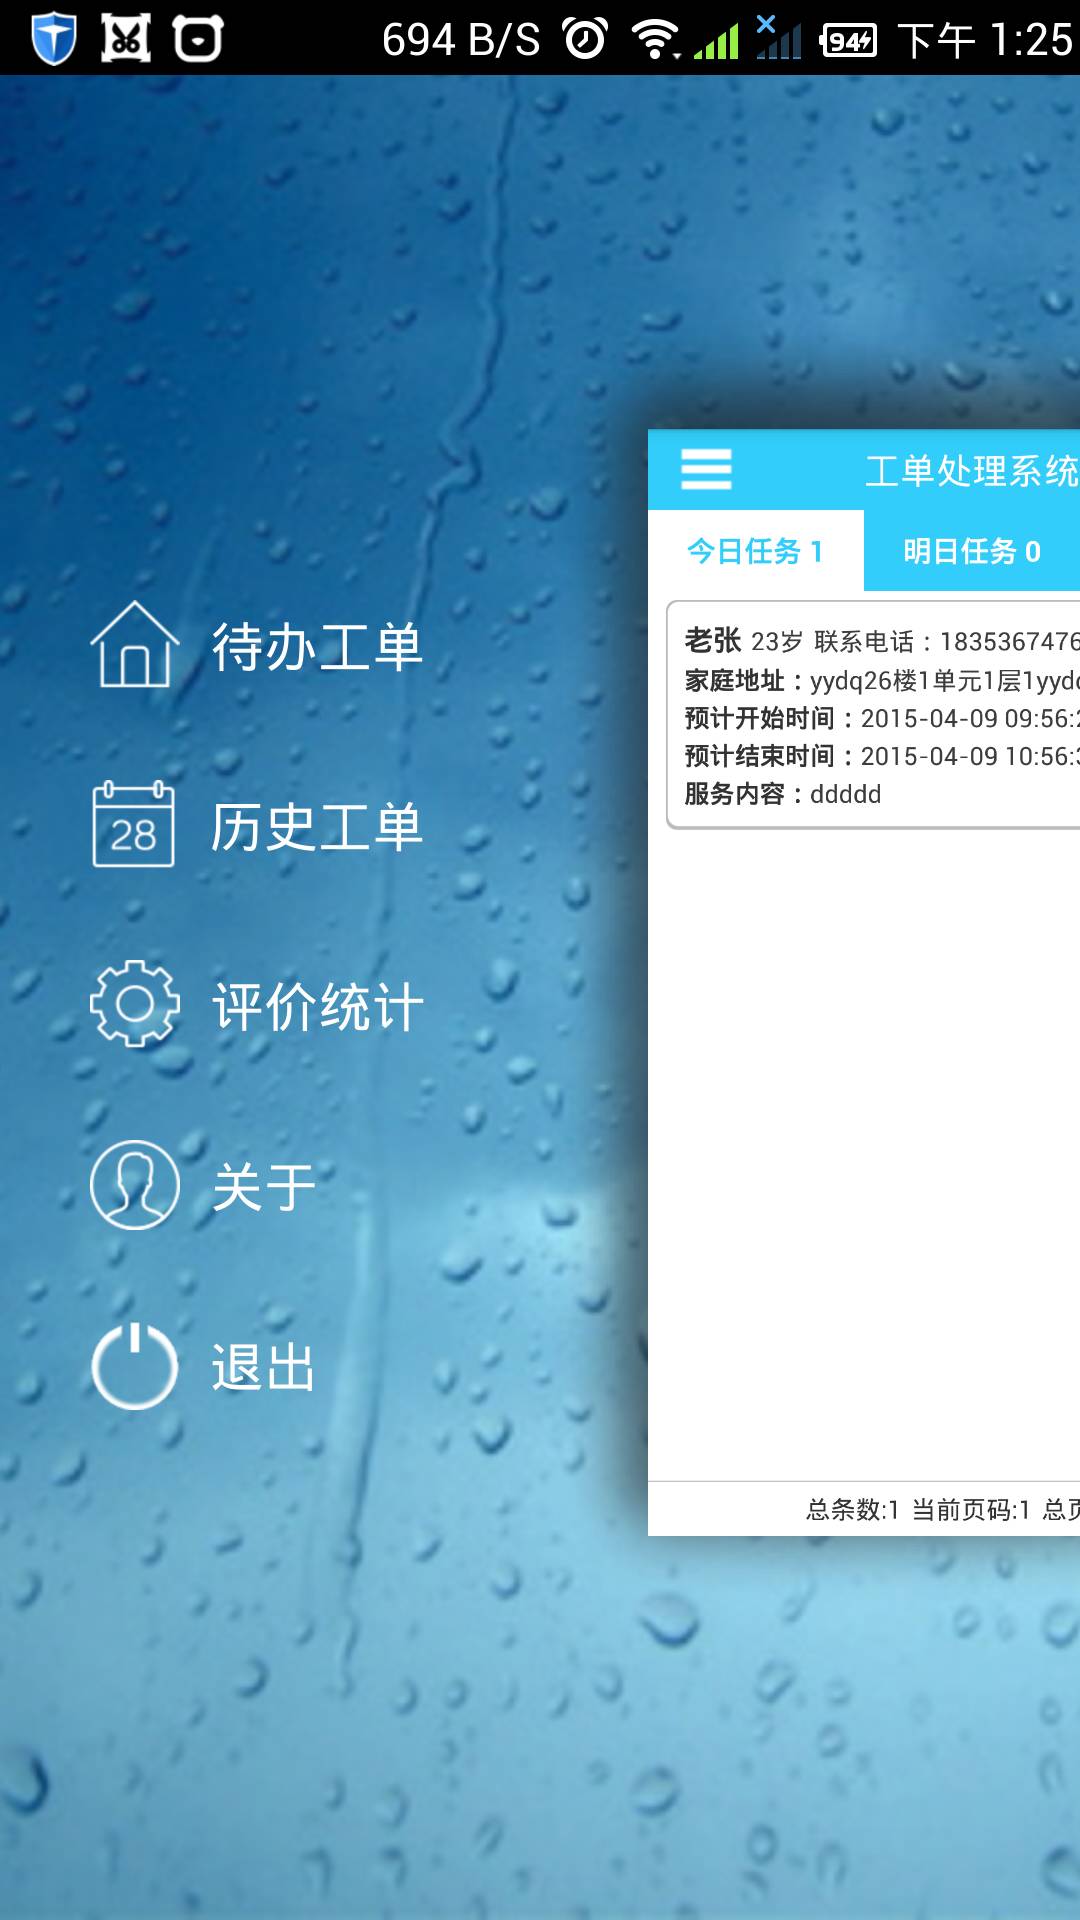 694 B/S 94 下午 1:25
工单处理系统
今日任务 1 明日任务 0
老张 23岁 联系电话：1835367476
家庭地址：yydq26楼1单元1层1yyd
预计开始时间：2015-04-09 09:56:
预计结束时间：2015-04-09 10:56:
服务内容：ddddd
总条数:1 当前页码:1 总
待办工单
28 历史工单
评价统计
关于
退出